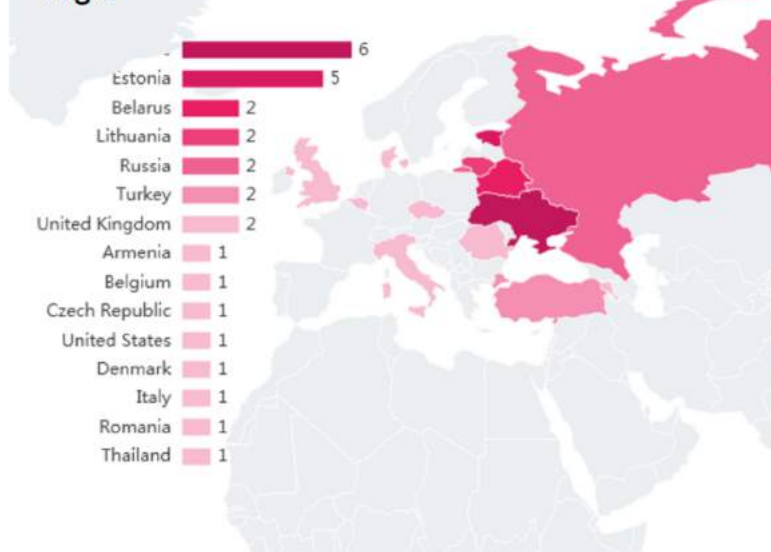 6
Estonia 5
Belarus 2
Lithuania 2
Russia 2
Turkey 2
United Kingdom 2
Armenia 1
Belgium 1
Czech Republic 1
United States 1
Denmark 1
Italy 1
Romania 1
Thailand 1